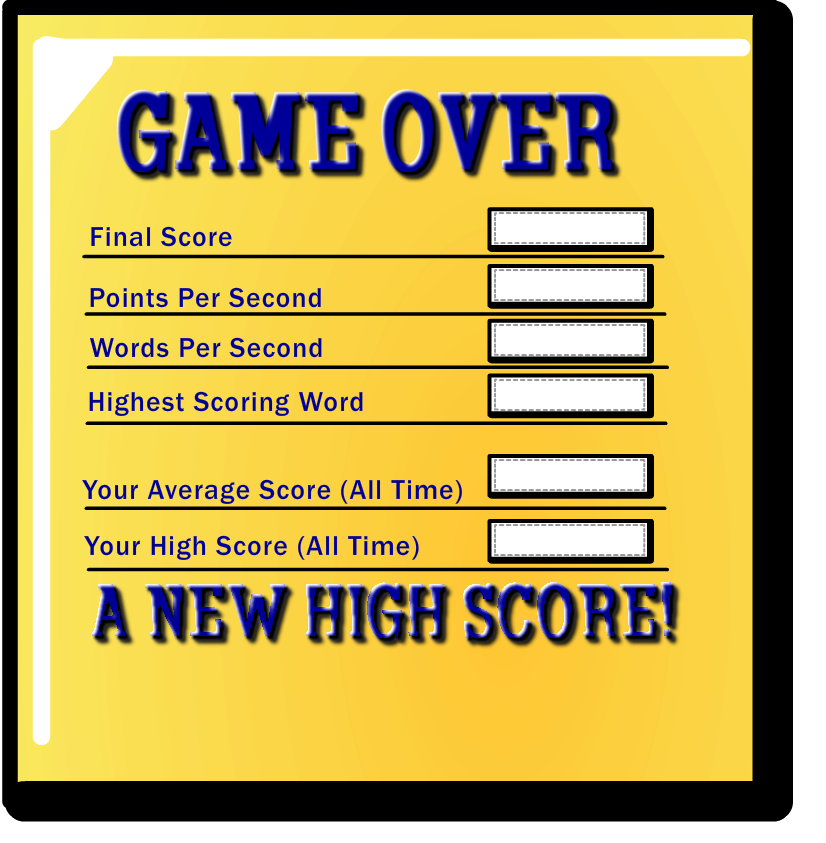 GAME OVER
Final Score
Points Per Second
Words Per Second
Highest Scoring Word
Your Average Score (All Time)
Your High Score (All Time)
A NEW HIGH SCORE!